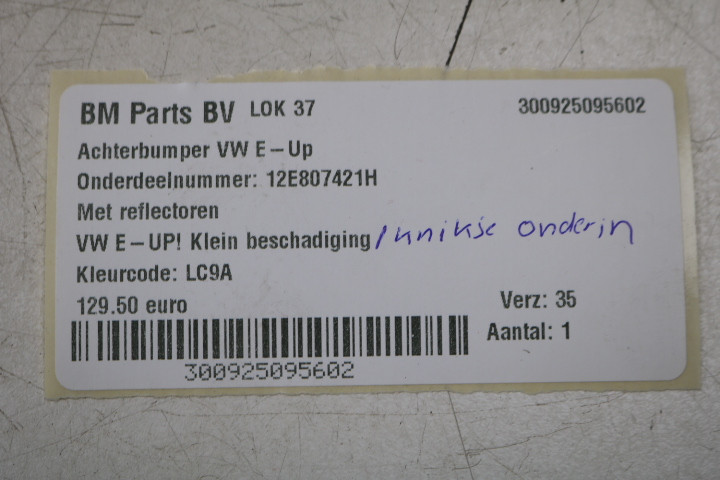 BM Parts BV LOK 37 300925095602
Achterbumper VW E-Up
Onderdeelnummer: 12E807421H
Met reflectoren
VW E-UP! Klein beschadiging / knikje onderin
Kleurcode: LC9A
129.50 euro Verz: 35
Aantal: 1
300925095602